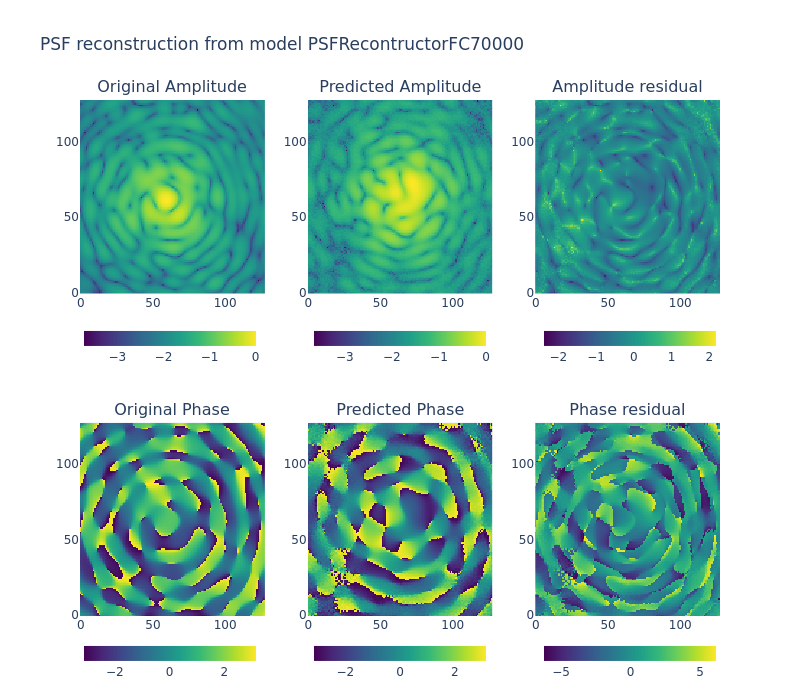 PSF reconstruction from model PSFRecontructorFC70000
Original Amplitude Predicted Amplitude Amplitude residual
100 100 100
50 50 50
0 0 0
0 50 100 0 50 100 0 50 100
−3 −2 −1 0 −3 −2 −1 0 −2 −1 0 1 2
Original Phase Predicted Phase Phase residual
100 100 100
50 50 50
0 0 0
0 50 100 0 50 100 0 50 100
−2 0 2 −2 0 2 −5 0 5